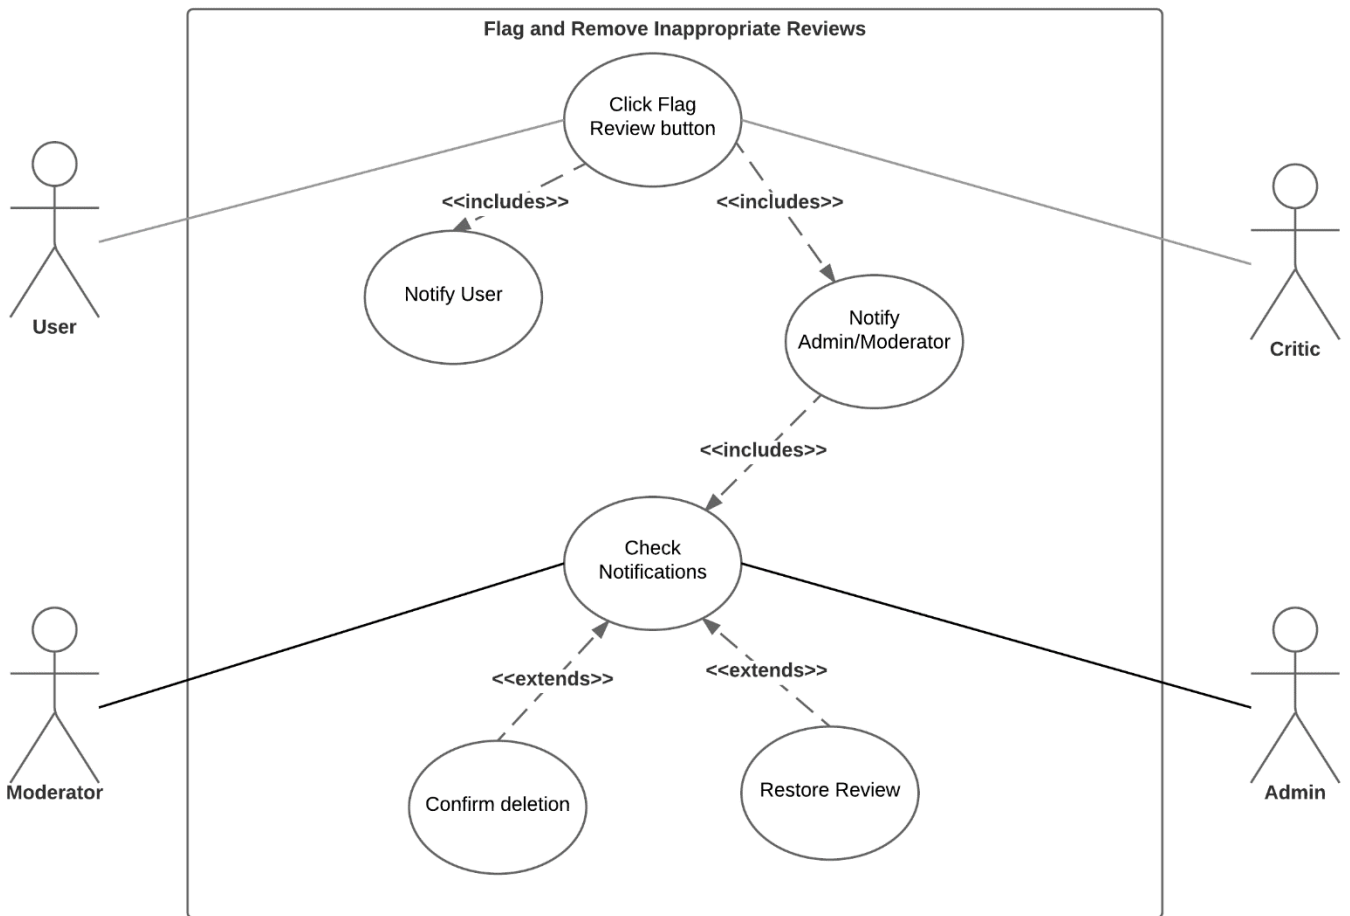 Flag and Remove Inappropriate Reviews
Click Flag
Review button
<<includes>>
<<includes>>
Notify User
Notify
Admin/Moderator
User
Critic
<<includes>>
Check
Notifications
<<extends>>
<<extends>>
Confirm deletion
Restore Review
Moderator
Admin